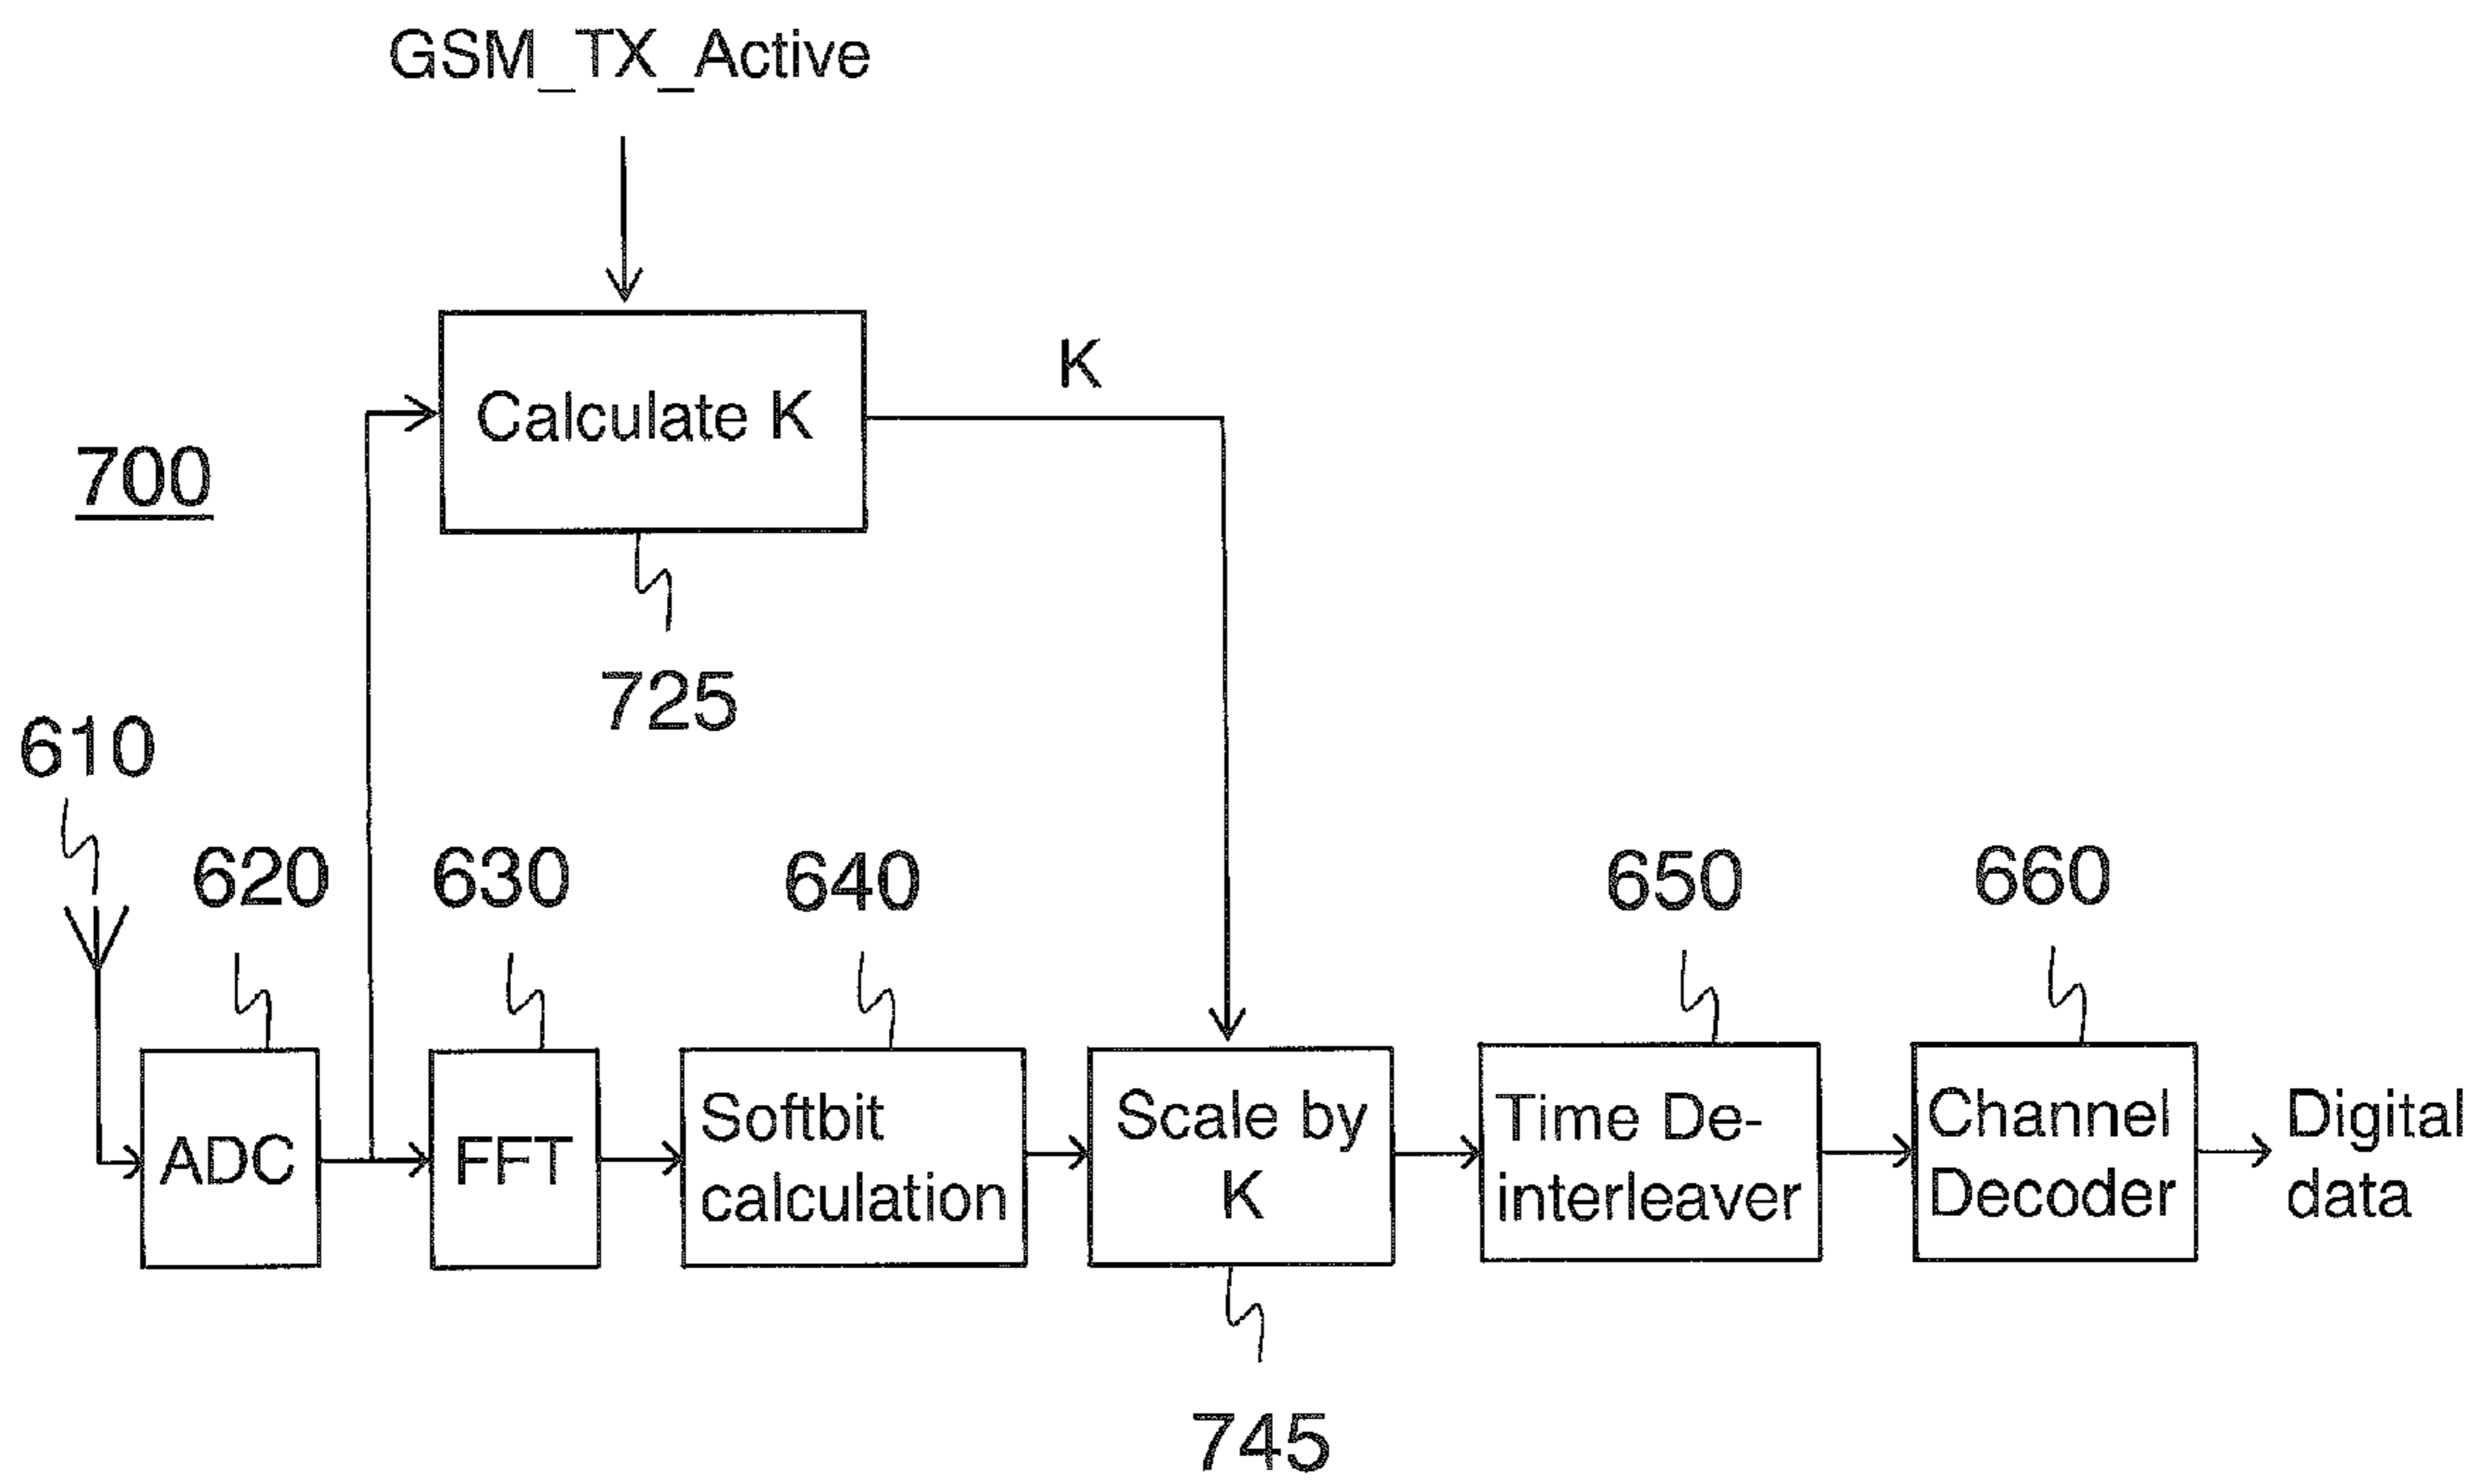 GSM_TX_Active
Calculate K
K
700
725
610
620
630
640
650
660
ADC
FFT
Softbit
calculation
Scale by
K
Time De-
interleaver
Channel
Decoder
Digital
data
745